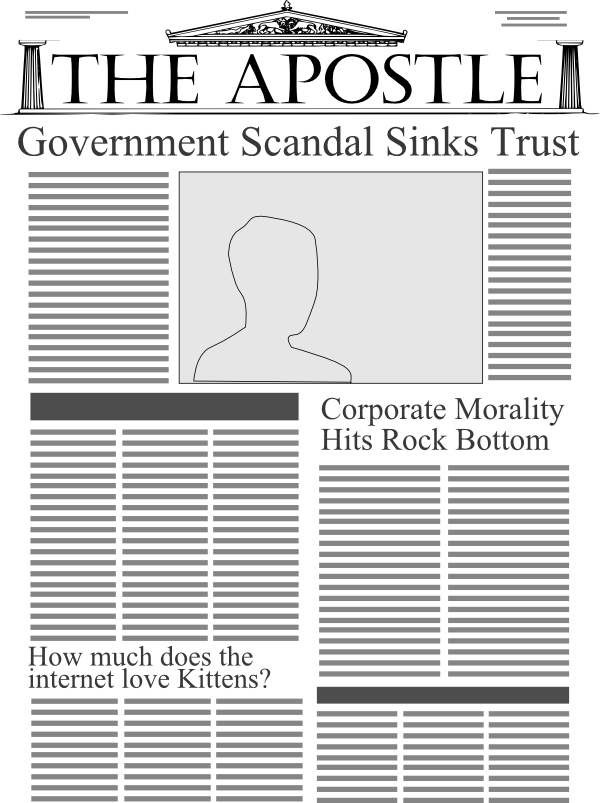 THE APOSTLE
Government Scandal Sinks Trust
Corporate Morality
Hits Rock Bottom
How much does the
internet love Kittens?